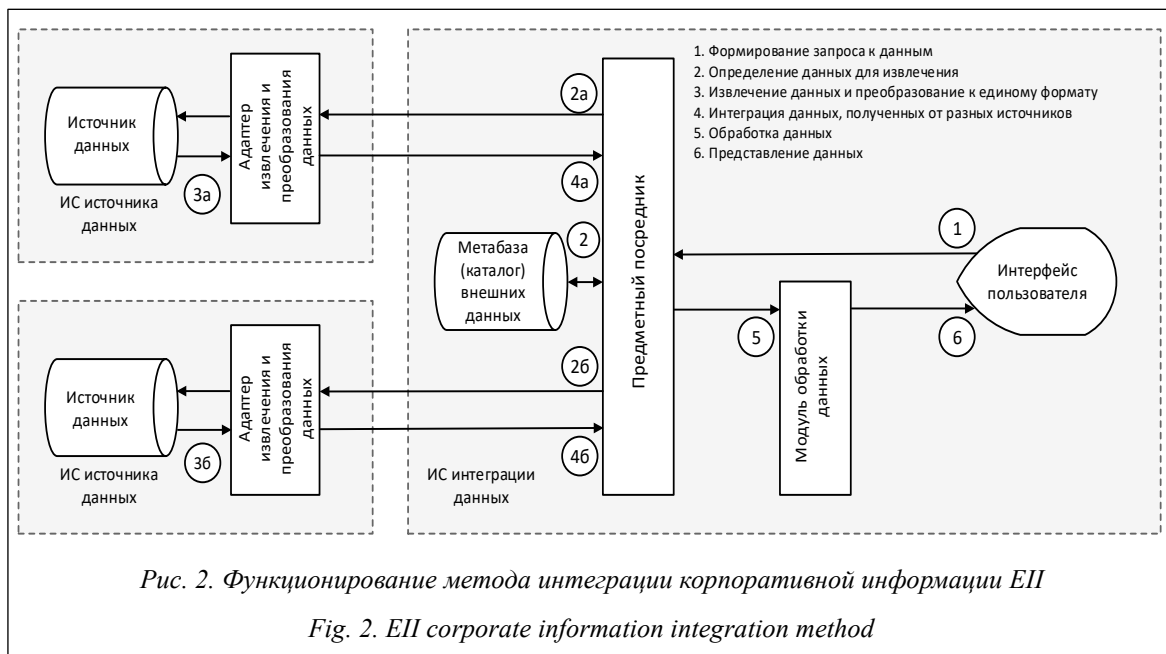 1. Формирование запроса к данным
2. Определение данных для извлечения
3. Извлечение данных и преобразование к единому формату
4. Интеграция данных, полученных от разных источников
5. Обработка данных
6. Представление данных
Источник
данных
3а
ИС источника
данных
Адаптер
извлечения и
преобразования
данных
2а
4а
Метабаза
(каталог)
внешних
данных
2
Предметный посредник
1
Интерфейс
пользователя
5
6
Модуль обработки
данных
Источник
данных
3б
ИС источника
данных
Адаптер
извлечения и
преобразования
данных
2б
4б
ИС интеграции
данных
Рис. 2. Функционирование метода интеграции корпоративной информации EII
Fig. 2. EII corporate information integration method